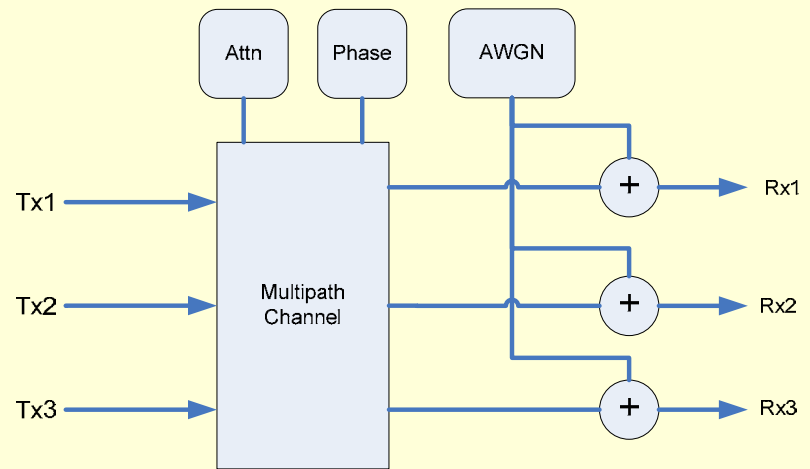 Attn
Phase
AWGN
Tx1
+
Rx1
Tx2
Multipath
Channel
+
Rx2
Tx3
+
Rx3